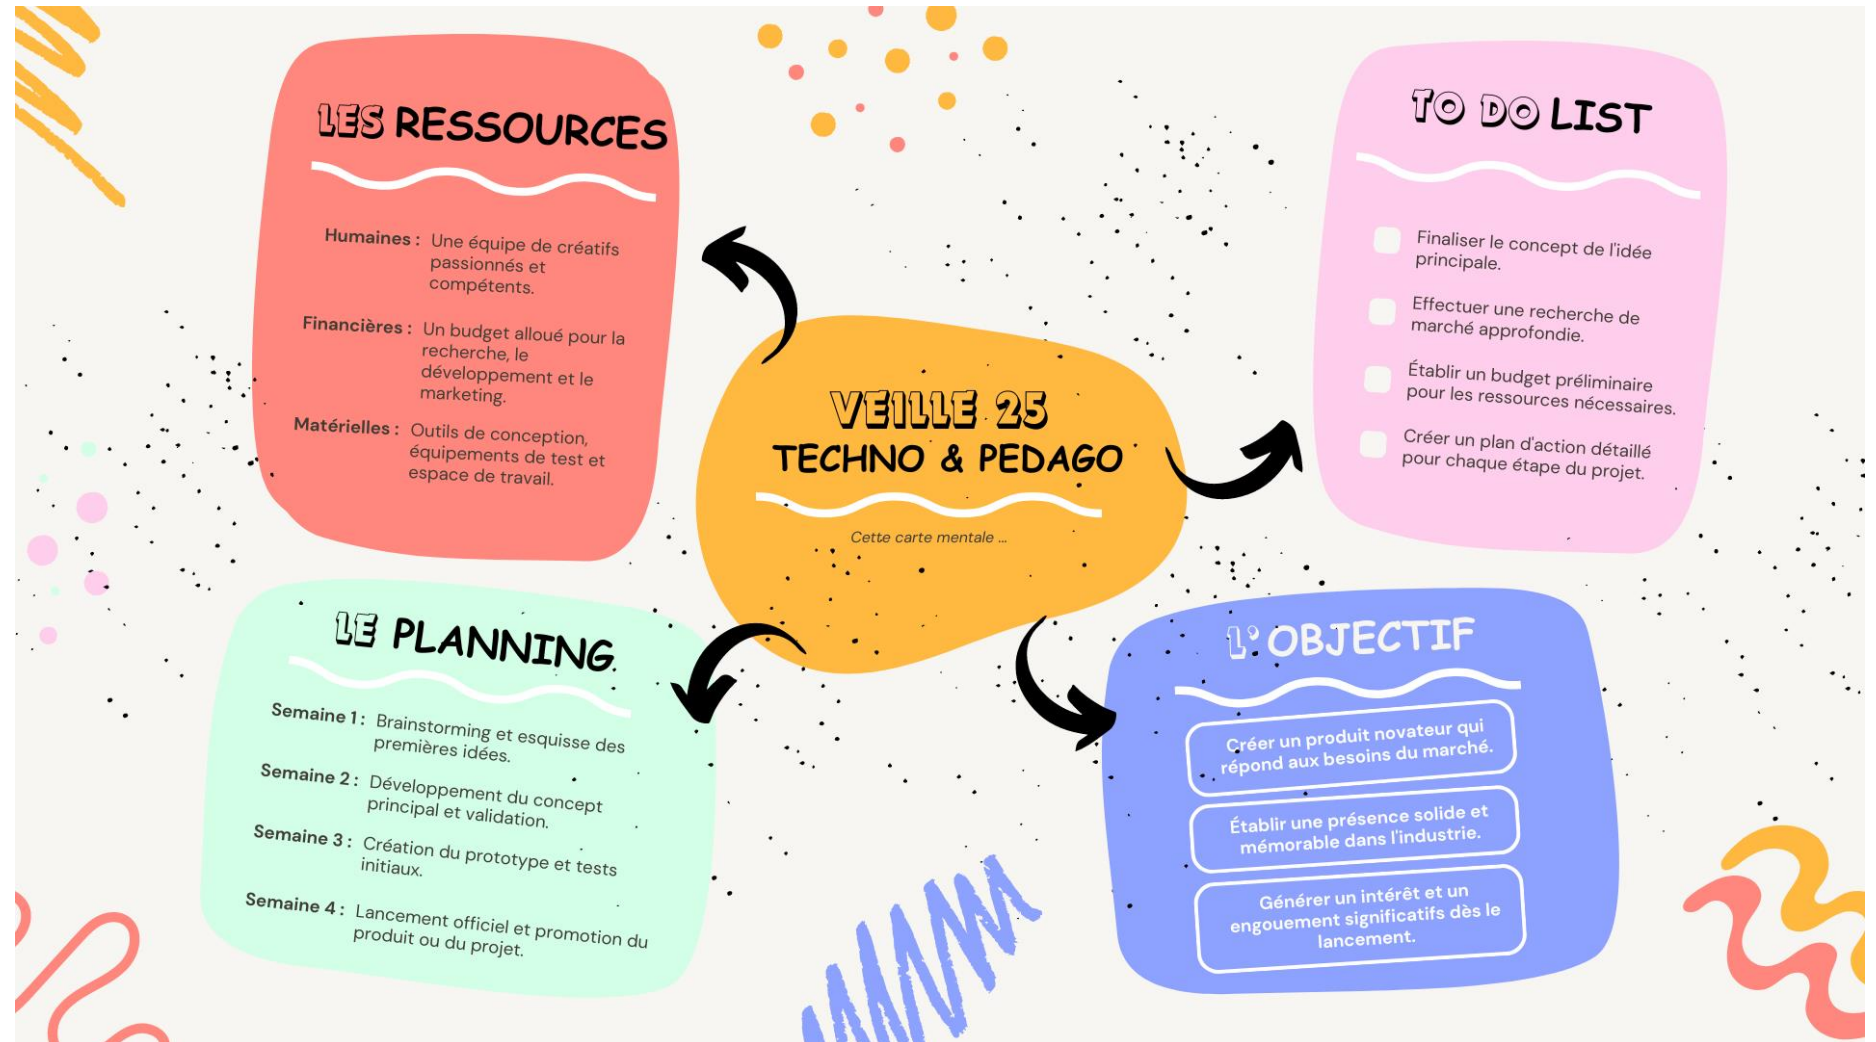 LES RESSOURCES
Humaines : Une équipe de créatifs
passionnés et
compétents.
Financières : Un budget alloué pour la
recherche, le
développement et le
marketing.
Matérielles : Outils de conception,
équipements de test et
espace de travail.
TO DO LIST
Finaliser le concept de l'idée
principale.
Effectuer une recherche de
marché approfondie.
Établir un budget préliminaire
pour les ressources nécessaires.
Créer un plan d'action détaillé
pour chaque étape du projet.
VEILLE 25
TECHNO & PEDAGO
Cette carte mentale ...
LE PLANNING
Semaine 1 : Brainstorming et esquisse des
premières idées.
Semaine 2 : Développement du concept
principal et validation.
Semaine 3 : Création du prototype et tests
initiaux.
Semaine 4 : Lancement officiel et promotion du
produit ou du projet.
L' OBJECTIF
Créer un produit novateur qui
répond aux besoins du marché.
Établir une présence solide et
mémorable dans l'industrie.
Générer un intérêt et un
engouement significatifs dès le
lancement.